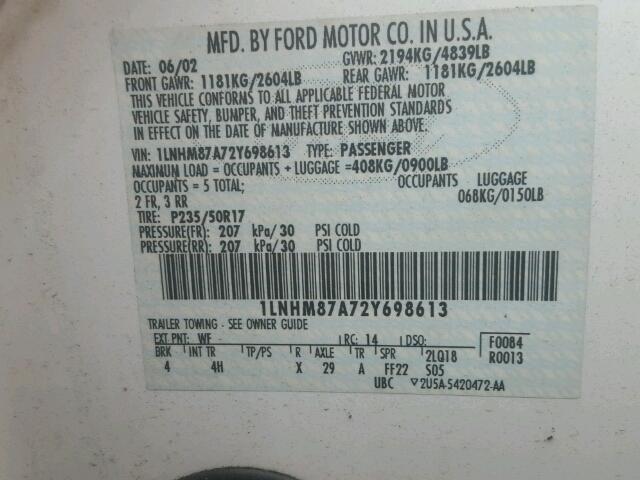 MFD. BY FORD MOTOR CO. IN U.S.A.
DATE: 06/02 GVWR: 2194KG/4839LB
FRONT GAWR: 1181KG/2604LB REAR GAWR: 1181KG/2604LB
THIS VEHICLE CONFORMS TO ALL APPLICABLE FEDERAL MOTOR
VEHICLE SAFETY, BUMPER, AND THEFT PREVENTION STANDARDS
IN EFFECT ON THE DATE OF MANUFACTURE SHOWN ABOVE.
VIN: 1LNHM87A72Y698613 TYPE: PASSENGER
MAXIMUM LOAD = OCCUPANTS + LUGGAGE =408KG/0900LB
OCCUPANTS = 5 TOTAL; OCCUPANTS LUGGAGE
2 FR, 3 RR 068KG/0150LB
TIRE: P235/50R17
PRESSURE(FR): 207 kPa/30 PSI COLD
PRESSURE(RR): 207 kPa/30 PSI COLD
1LNHM87A72Y698613
TRAILER TOWING - SEE OWNER GUIDE
EXT PNT: WF RC: 14 DSO: F0084
BRK INT TR TP/PS R AXLE TR SPR 2LQ18 R0013
4 4H X 29 A FF22 S05
UBC 2U5A-5420472-AA